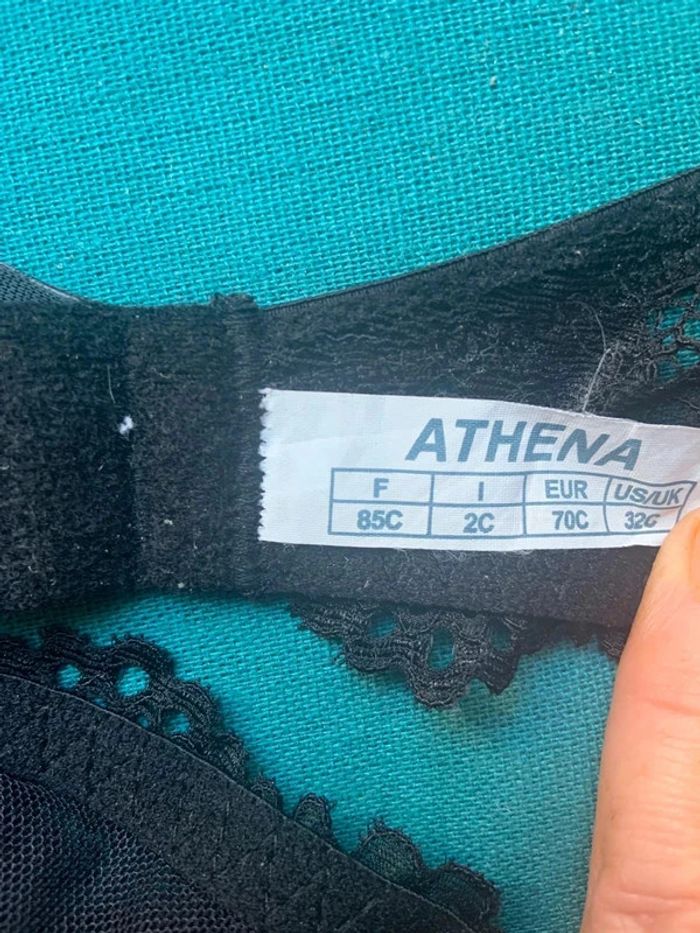 ATHENA
F I EUR US/UK
85C 2C 70C 32C